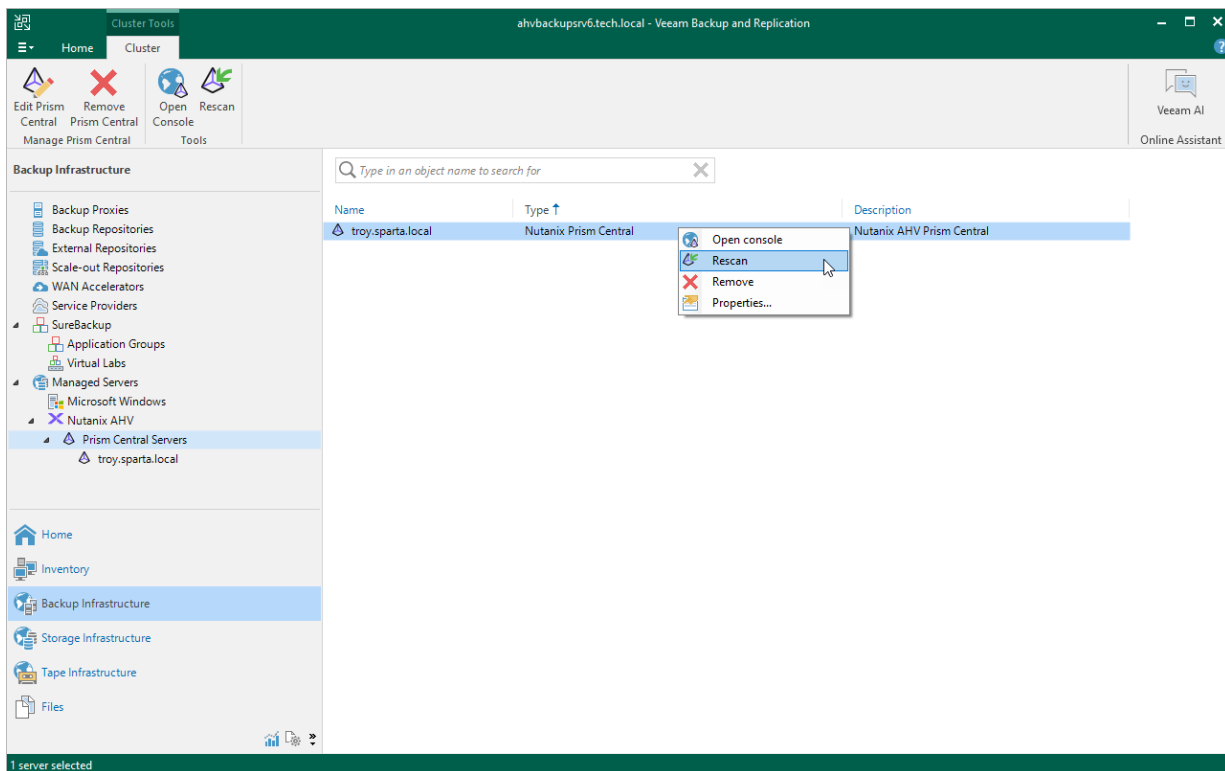 Cluster Tools
ahvbackupsrv6.tech.local - Veeam Backup and Replication
Home Cluster
Edit Prism Central
Remove Prism Central
Open Console
Rescan
Manage Prism Central
Tools
Veeam AI
Online Assistant
Backup Infrastructure
Backup Proxies
Backup Repositories
External Repositories
Scale-out Repositories
WAN Accelerators
Service Providers
SureBackup
Application Groups
Virtual Labs
Managed Servers
Microsoft Windows
Nutanix AHV
Prism Central Servers
troy.sparta.local
Home
Inventory
Backup Infrastructure
Storage Infrastructure
Tape Infrastructure
Files
Type in an object name to search for
Name Type Description
troy.sparta.local Nutanix Prism Central Nutanix AHV Prism Central
Open console
Rescan
Remove
Properties...
1 server selected